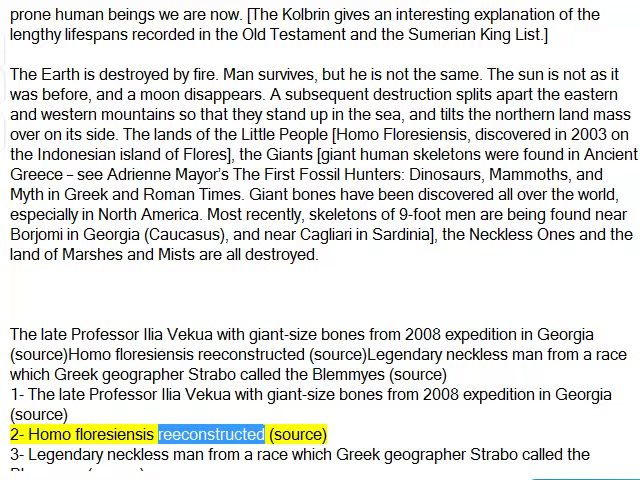 prone human beings we are now. [The Kolbrin gives an interesting explanation of the
lengthy lifespans recorded in the Old Testament and the Sumerian King List.]
The Earth is destroyed by fire. Man survives, but he is not the same. The sun is not as it
was before, and a moon disappears. A subsequent destruction splits apart the eastern
and western mountains so that they stand up in the sea, and tilts the northern land mass
over on its side. The lands of the Little People [Homo Floresiensis, discovered in 2003 on
the Indonesian island of Flores], the Giants [giant human skeletons were found in Ancient
Greece – see Adrienne Mayor's The First Fossil Hunters: Dinosaurs, Mammoths, and
Myth in Greek and Roman Times. Giant bones have been discovered all over the world,
especially in North America. Most recently, skeletons of 9-foot men are being found near
Borjomi in Georgia (Caucasus), and near Cagliari in Sardinia], the Neckless Ones and the
land of Marshes and Mists are all destroyed.
The late Professor Ilia Vekua with giant-size bones from 2008 expedition in Georgia
(source)Homo floresiensis reeconstructed (source)Legendary neckless man from a race
which Greek geographer Strabo called the Blemmyes (source)
1- The late Professor Ilia Vekua with giant-size bones from 2008 expedition in Georgia
(source)
2- Homo floresiensis reeconstructed (source)
3- Legendary neckless man from a race which Greek geographer Strabo called the